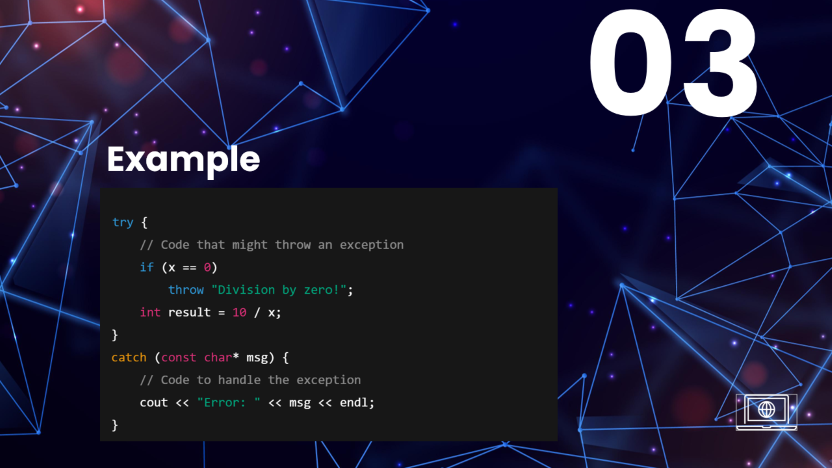 03
Example
try {
    // Code that might throw an exception
    if (x == 0)
        throw "Division by zero!";
    int result = 10 / x;
}
catch (const char* msg) {
    // Code to handle the exception
    cout << "Error: " << msg << endl;
}